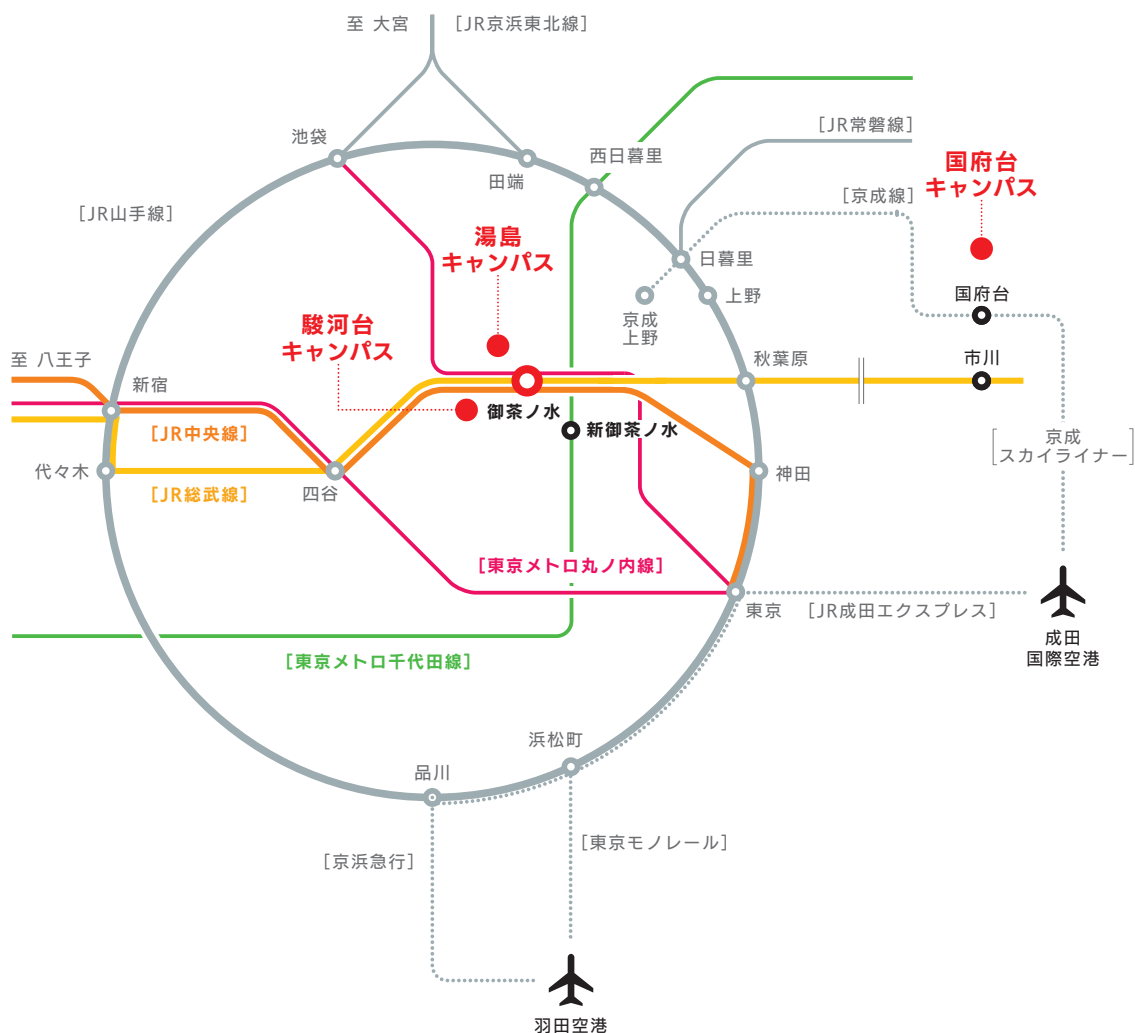 至 大宮
[JR京浜東北線]
[JR常磐線]
池袋
西日暮里
国府台
キャンパス
田端
[京成線]
[JR山手線]
湯島
キャンパス
日暮里
国府台
上野
京成
上野
駿河台
キャンパス
至 八王子
秋葉原
市川
新宿
御茶ノ水
新御茶ノ水
[JR中央線]
京成
[スカイライナー]
代々木
四谷
神田
[JR総武線]
[東京メトロ丸ノ内線]
東京
[JR成田エクスプレス]
成田
国際空港
[東京メトロ千代田線]
浜松町
品川
[東京モノレール]
[京浜急行]
羽田空港